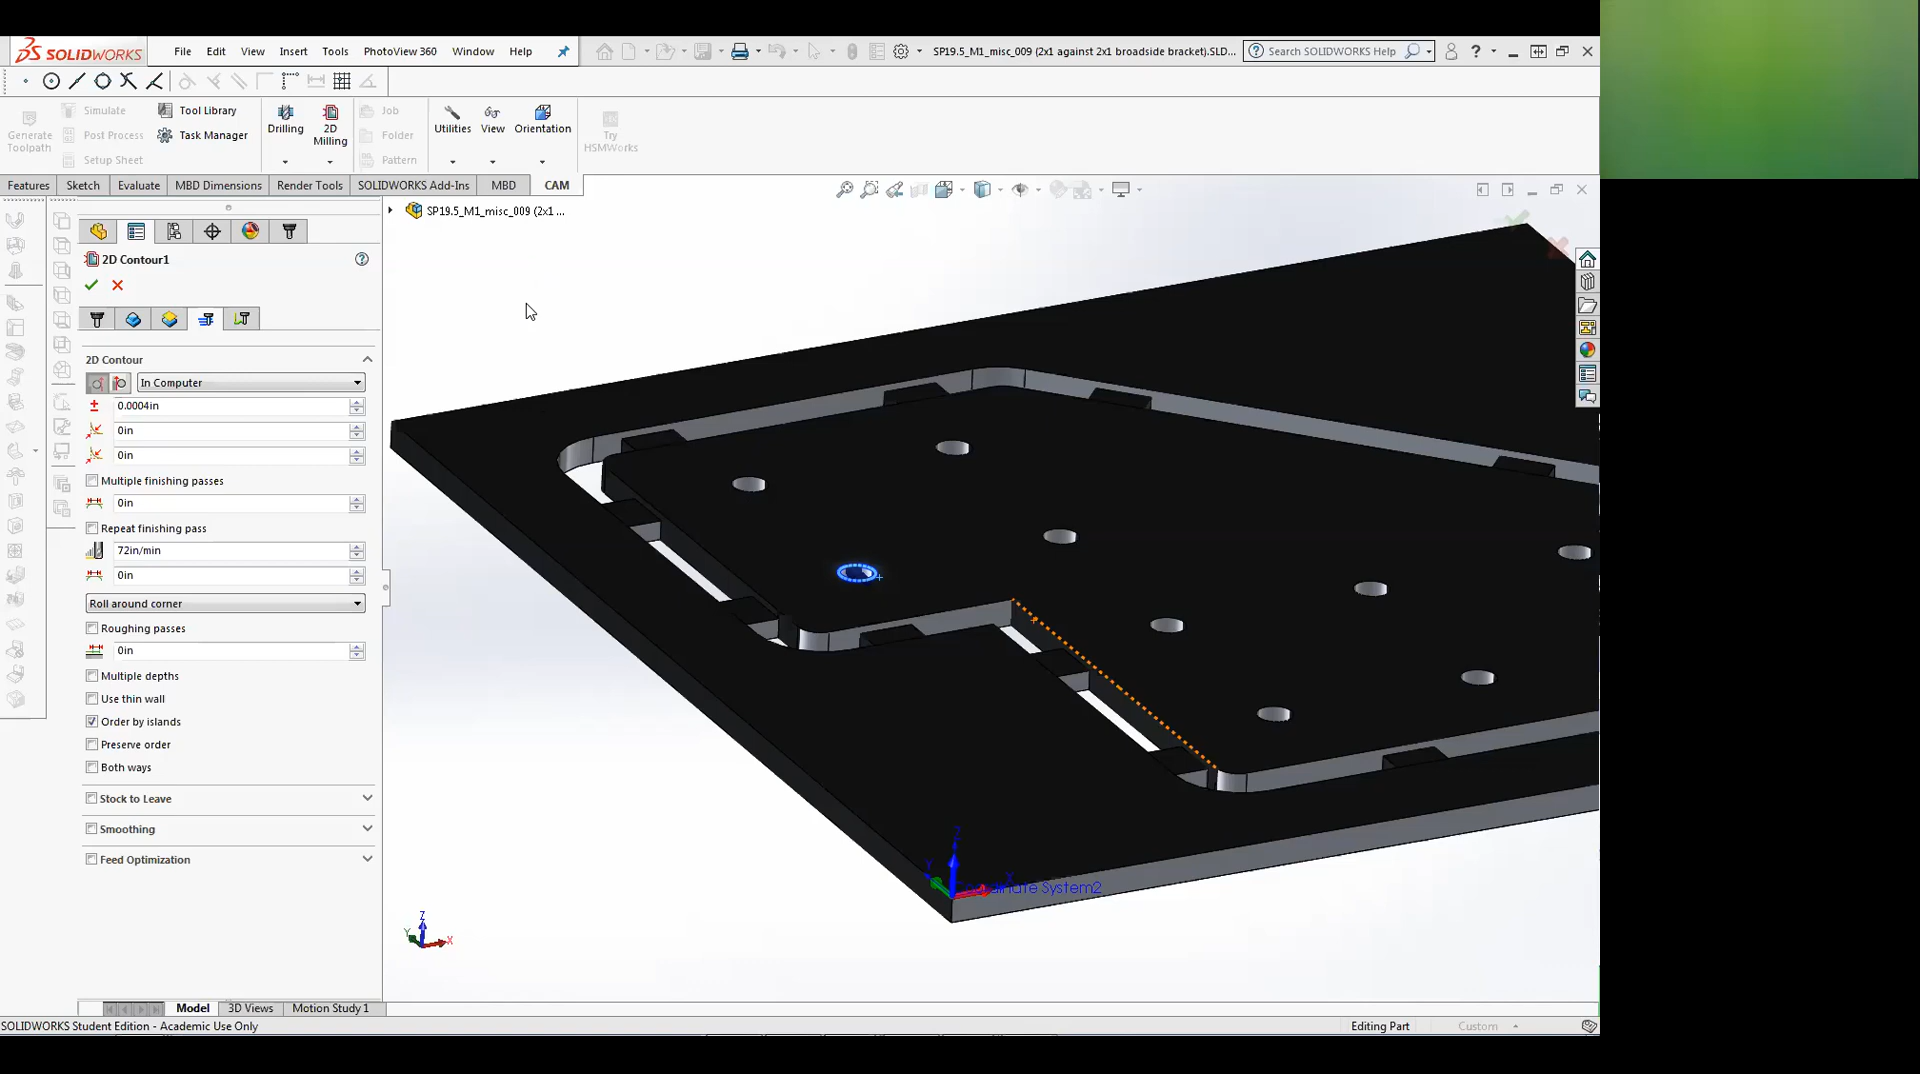 SOLIDWORKS File Edit View Insert Tools PhotoView 360 Window Help SP19.5_M1_misc_009 (2x1 against 2x1 broadside bracket).SLD... Search SOLIDWORKS Help ?
Generate Toolpath
Simulate
Post Process
Setup Sheet
Tool Library
Task Manager
Drilling
2D Milling
Job
Folder
Pattern
Utilities
View
Orientation
Try HSMWorks
Features Sketch Evaluate MBD Dimensions Render Tools SOLIDWORKS Add-Ins MBD CAM
SP19.5_M1_misc_009 (2x1 ...
2D Contour1
2D Contour
In Computer
0.0004in
0in
0in
Multiple finishing passes
0in
Repeat finishing pass
72in/min
0in
Roll around corner
Roughing passes
0in
Multiple depths
Use thin wall
Order by islands
Preserve order
Both ways
Stock to Leave
Smoothing
Feed Optimization
Z
Y
X
Z
Y
X
Model 3D Views Motion Study 1
SOLIDWORKS Student Edition - Academic Use Only
Editing Part
Custom